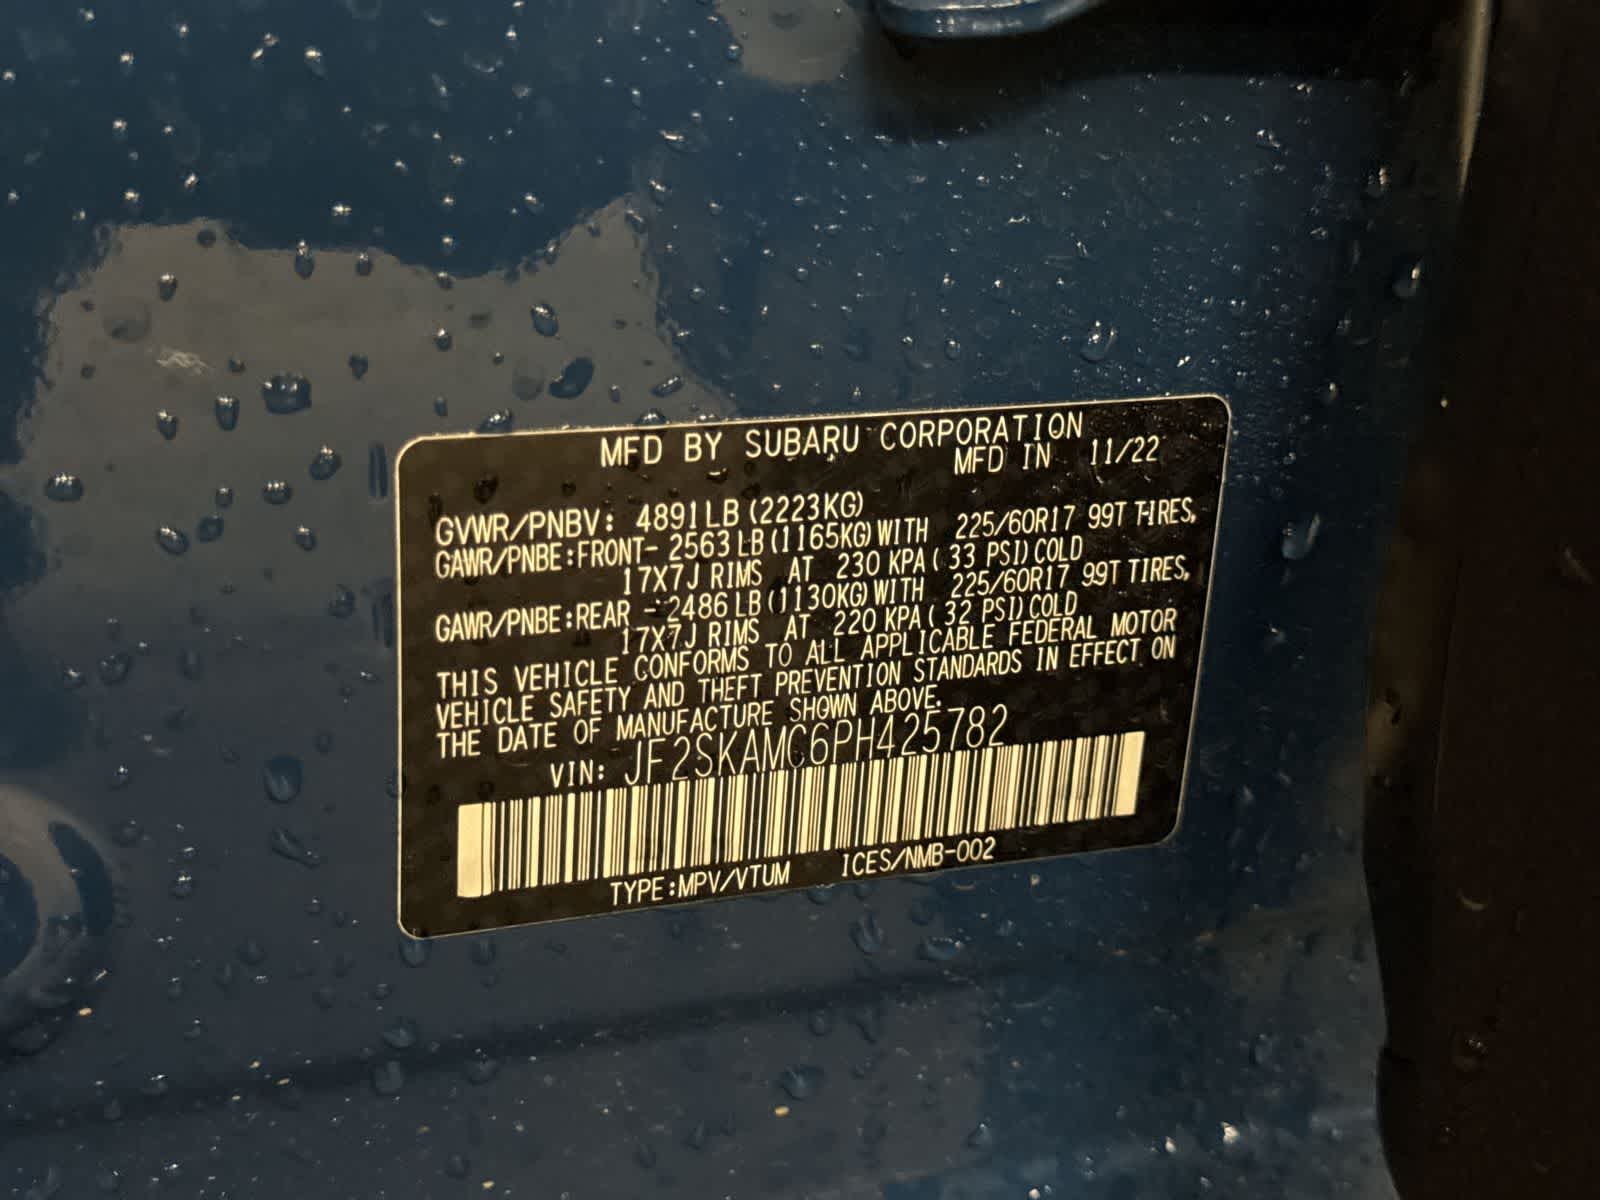 MFD BY SUBARU CORPORATION
MFD IN 11/22
GVWR/PNBV: 4891LB (2223KG)
GAWR/PNBE:FRONT- 2563LB(1165KG)WITH 225/60R17 99T TIRES,
17X7J RIMS AT 230 KPA( 33 PSI)COLD
GAWR/PNBE:REAR -2486LB(1130KG)WITH 225/60R17 99T TIRES,
17X7J RIMS AT 220 KPA( 32 PSI)COLD
THIS VEHICLE CONFORMS TO ALL APPLICABLE FEDERAL MOTOR
VEHICLE SAFETY AND THEFT PREVENTION STANDARDS IN EFFECT ON
THE DATE OF MANUFACTURE SHOWN ABOVE.
VIN: JF2SKAMC6PH425782
TYPE:MPV/VTUM ICES/NMB-002